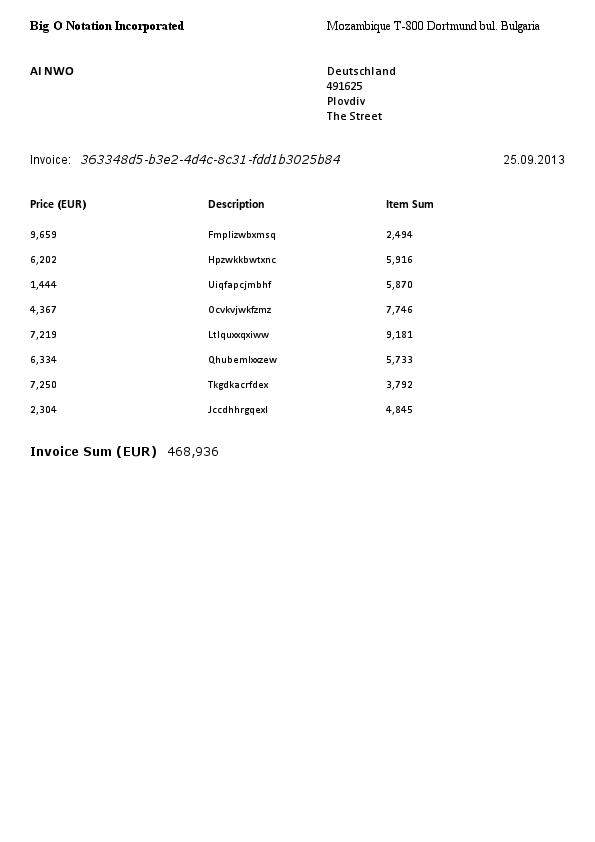 Big O Notation Incorporated Mozambique T-800 Dortmund bul. Bulgaria
AI NWO Deutschland
491625
Plovdiv
The Street
Invoice: 363348d5-b3e2-4d4c-8c31-fdd1b3025b84 25.09.2013
Price (EUR) Description Item Sum
9,659 Fmplizwbxmsq 2,494
6,202 Hpzwkkbwtxnc 5,916
1,444 Uiqfapcjmbhf 5,870
4,367 Ocvkvjwkfzmz 7,746
7,219 Ltlquxxqxiww 9,181
6,334 Qhubemlxxzew 5,733
7,250 Tkgdkacrfdex 3,792
2,304 Jccdhhrgqexl 4,845
Invoice Sum (EUR) 468,936